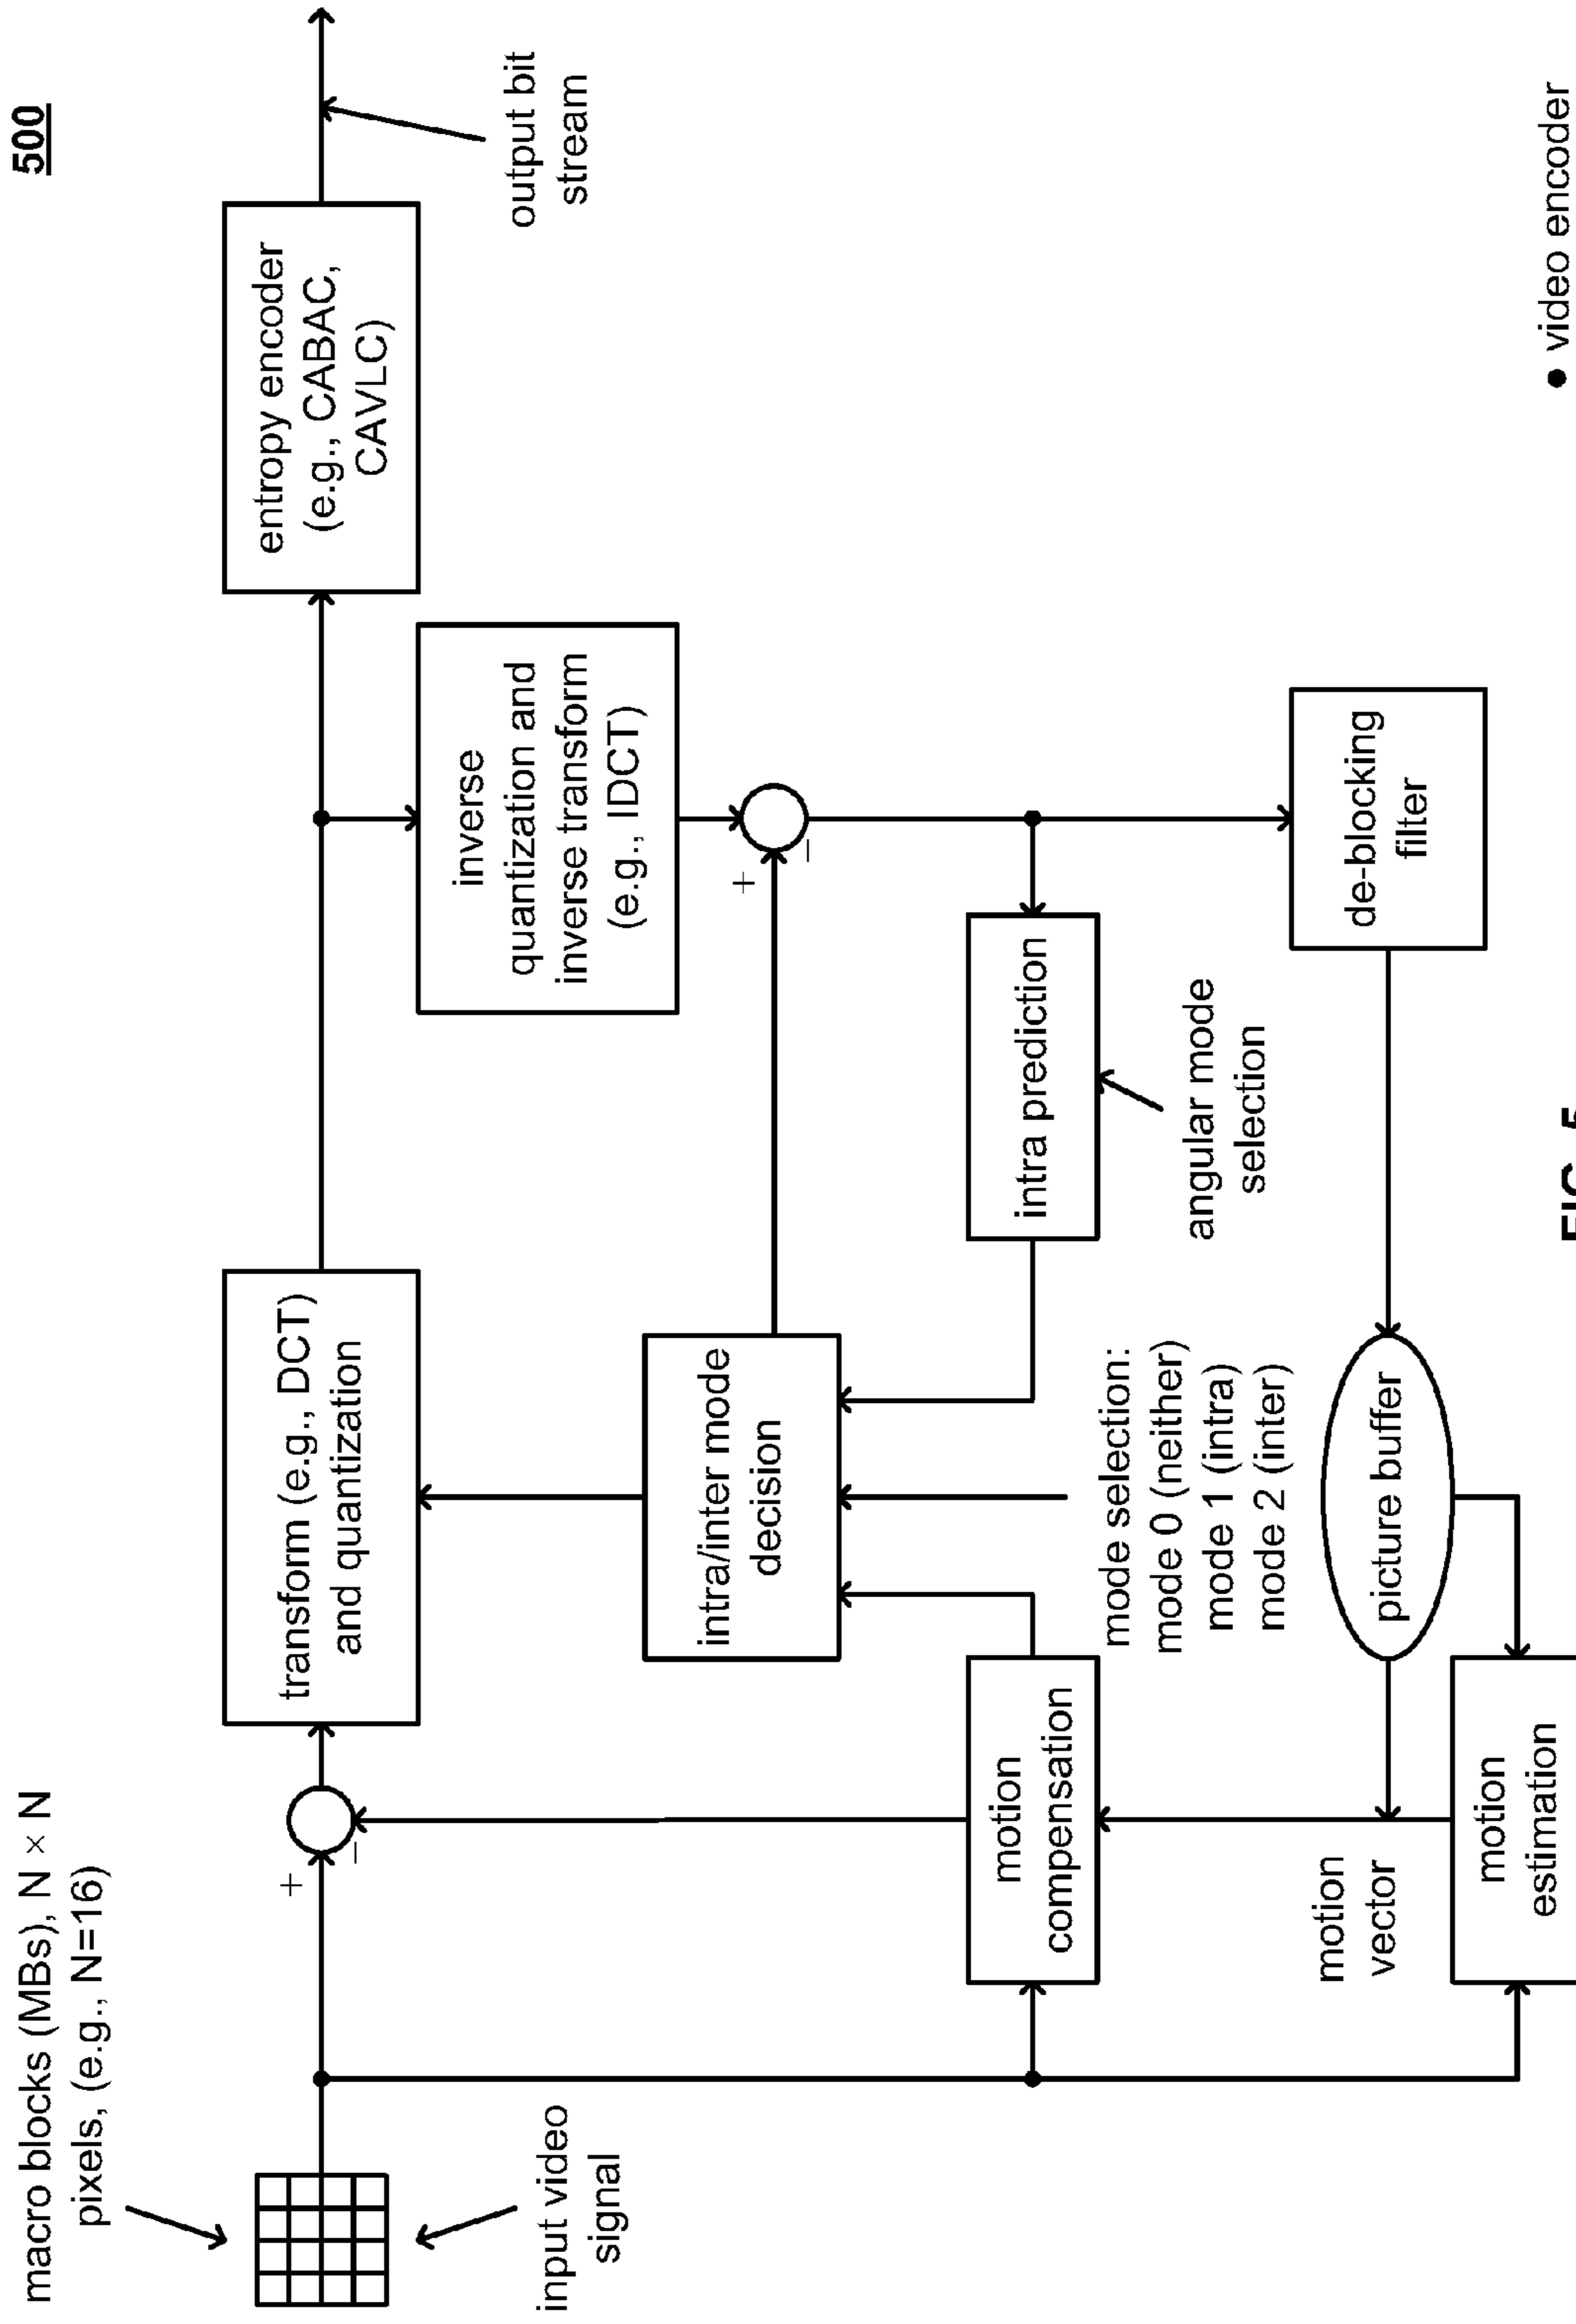 500
macro blocks (MBs), N × N
pixels, (e.g., N=16)
input video
signal
+
−
transform (e.g., DCT)
and quantization
entropy encoder
(e.g., CABAC,
CAVLC)
output bit
stream
inverse
quantization and
inverse transform
(e.g., IDCT)
+
−
intra/inter mode
decision
intra prediction
angular mode
selection
mode selection:
mode 0 (neither)
mode 1 (intra)
mode 2 (inter)
motion
compensation
de-blocking
filter
picture buffer
motion
vector
motion
estimation
FIG. 5
● video encoder